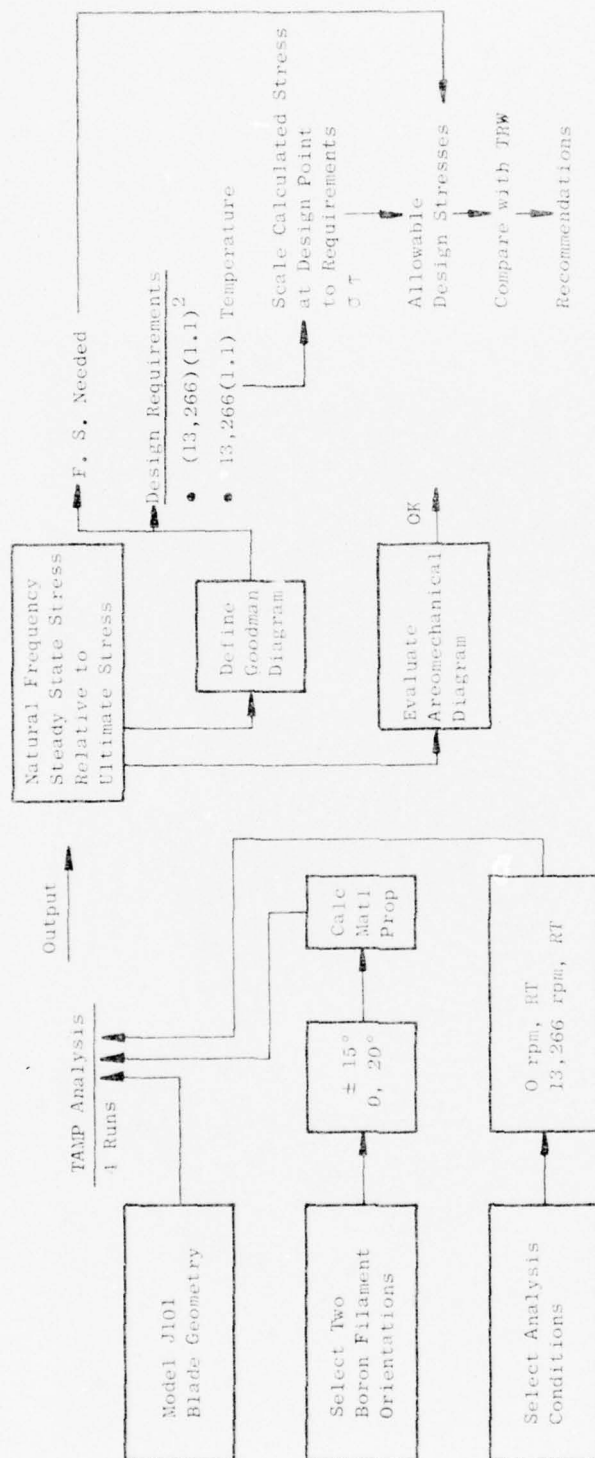 Model J101
Blade Geometry
Select Two
Boron Filament
Orientations
Select Analysis
Conditions
TAMP Analysis
4 Runs
± 15°
0, 20°
Calc
Matl
Prop
0 rpm, RT
13,266 rpm, RT
Output
Natural Frequency
Steady State Stress
Relative to
Ultimate Stress
Define
Goodman
Diagram
Evaluate
Areomechanical
Diagram
OK
F. S. Needed
Design Requirements
• (13,266)(1.1)²
• 13,266(1.1) Temperature
Scale Calculated Stress
at Design Point
to Requirements
σ τ
Allowable
Design Stresses
Compare with TRW
Recommendations